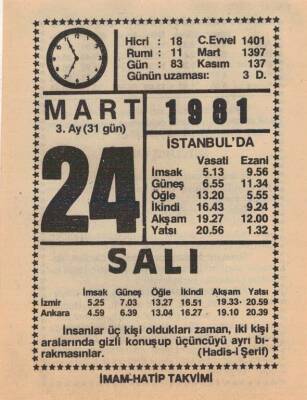 Hicri : 18 C.Evvel 1401
Rumi : 11 Mart 1397
Gün : 83 Kasım 137
Günün uzaması: 3 D.
MART 1981
3. Ay (31 gün)
24
İSTANBUL'DA
Vasati Ezani
İmsak 5.13 9.56
Güneş 6.55 11.34
Öğle 13.20 5.55
İkindi 16.43 9.24
Akşam 19.27 12.00
Yatsı 20.56 1.32
SALI
İmsak Güneş Öğle İkindi Akşam Yatsı
İzmir 5.25 7.03 13.27 16.51 19.33 20.59
Ankara 4.59 6.39 13.04 16.27 19.10 20.39
İnsanlar üç kişi oldukları zaman, iki kişi
aralarında gizli konuşup üçüncüyü ayrı bı-
rakmasınlar. (Hadis-i Şerif)
İMAM-HATİP TAKVİMİ